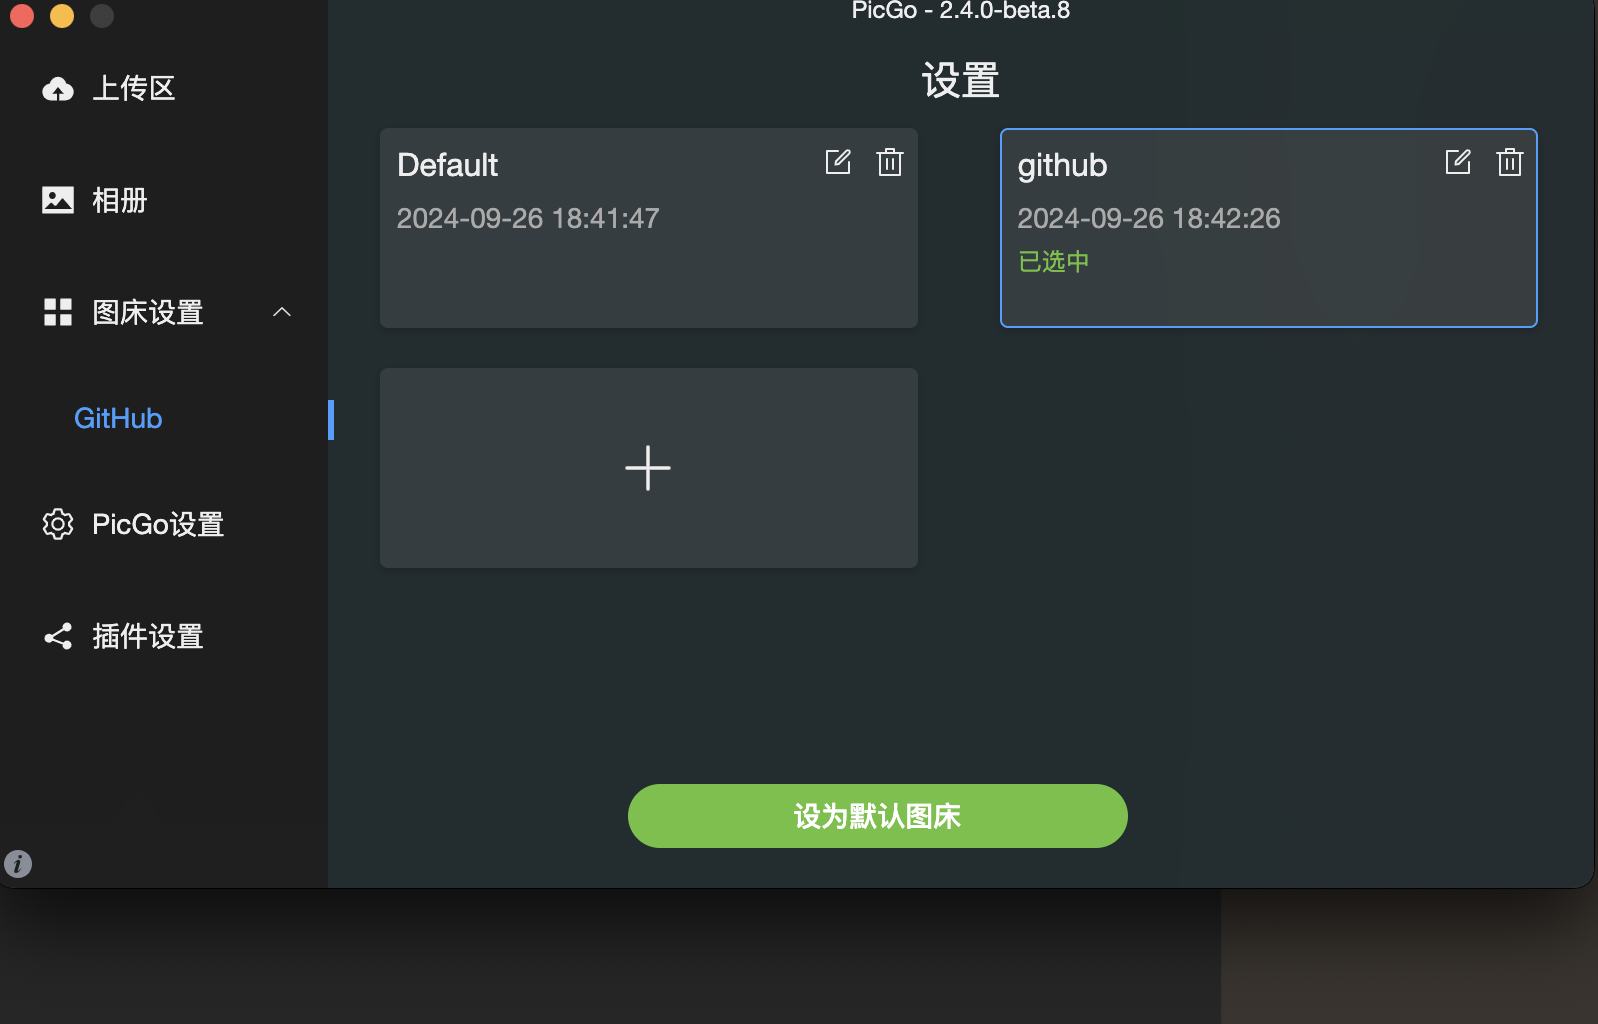 PicGo - 2.4.0-beta.8
上传区
相册
图床设置
GitHub
PicGo设置
插件设置
设置
Default
2024-09-26 18:41:47
github
2024-09-26 18:42:26
已选中
设为默认图床